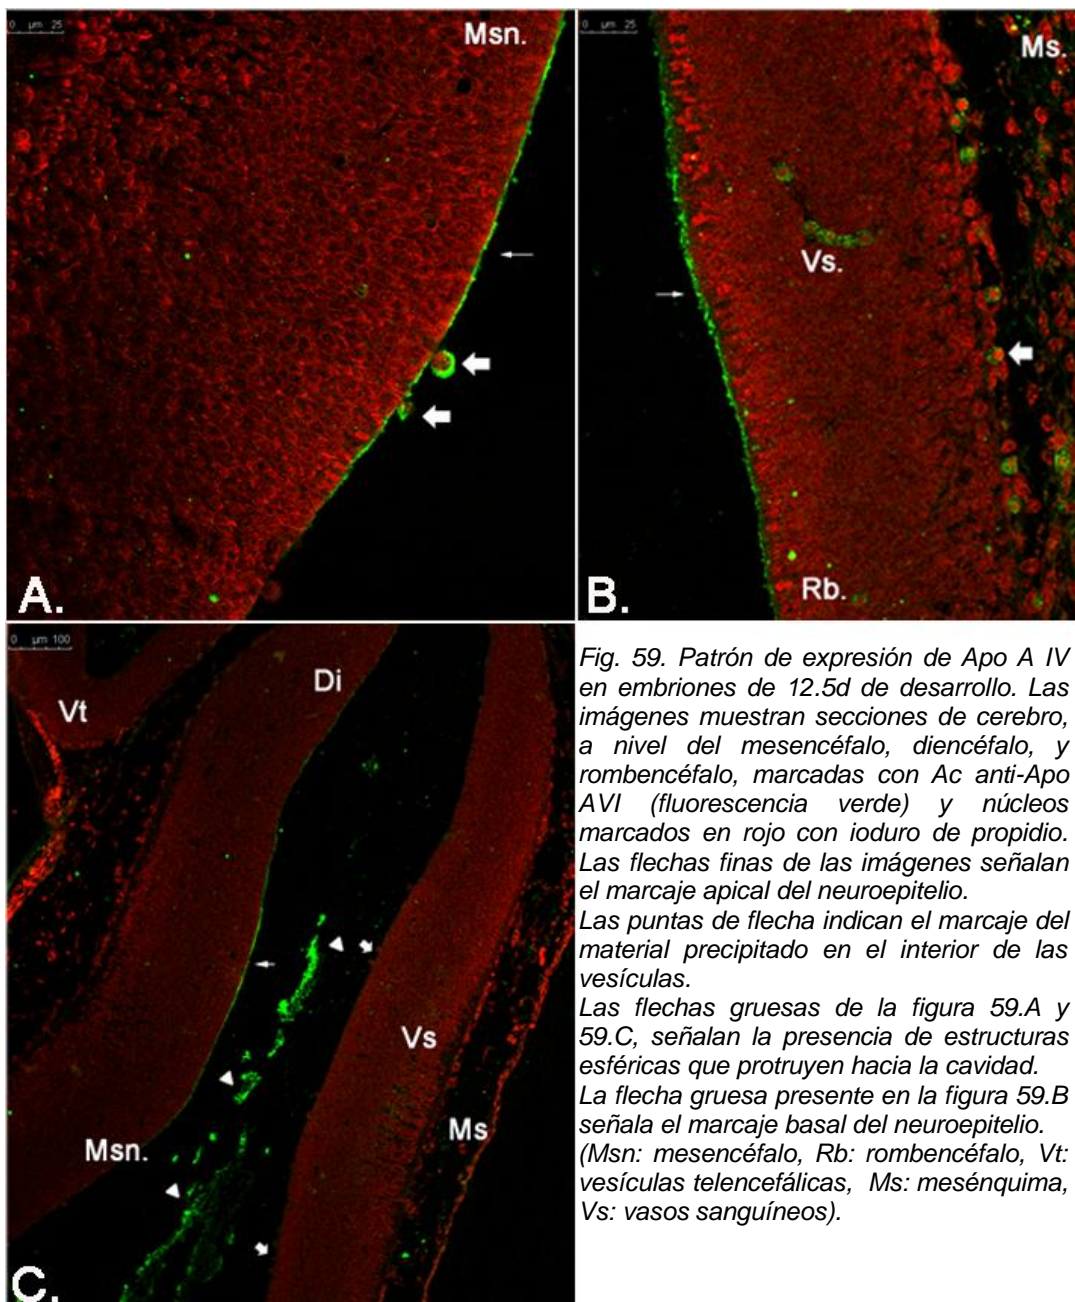 0 µm 25
Msn.
A.
0 µm 25
Ms.
Vs.
Rb.
B.
0 µm 100
Vt
Di
Vs
Ms
Msn.
C.
Fig. 59. Patrón de expresión de Apo A IV
en embriones de 12.5d de desarrollo. Las
imágenes muestran secciones de cerebro,
a nivel del mesencéfalo, diencéfalo, y
rombencéfalo, marcadas con Ac anti-Apo
AVI (fluorescencia verde) y núcleos
marcados en rojo con ioduro de propidio.
Las flechas finas de las imágenes señalan
el marcaje apical del neuroepitelio.
Las puntas de flecha indican el marcaje del
material precipitado en el interior de las
vesículas.
Las flechas gruesas de la figura 59.A y
59.C, señalan la presencia de estructuras
esféricas que protruyen hacia la cavidad.
La flecha gruesa presente en la figura 59.B
señala el marcaje basal del neuroepitelio.
(Msn: mesencéfalo, Rb: rombencéfalo, Vt:
vesículas telencefálicas, Ms: mesénquima,
Vs: vasos sanguíneos).